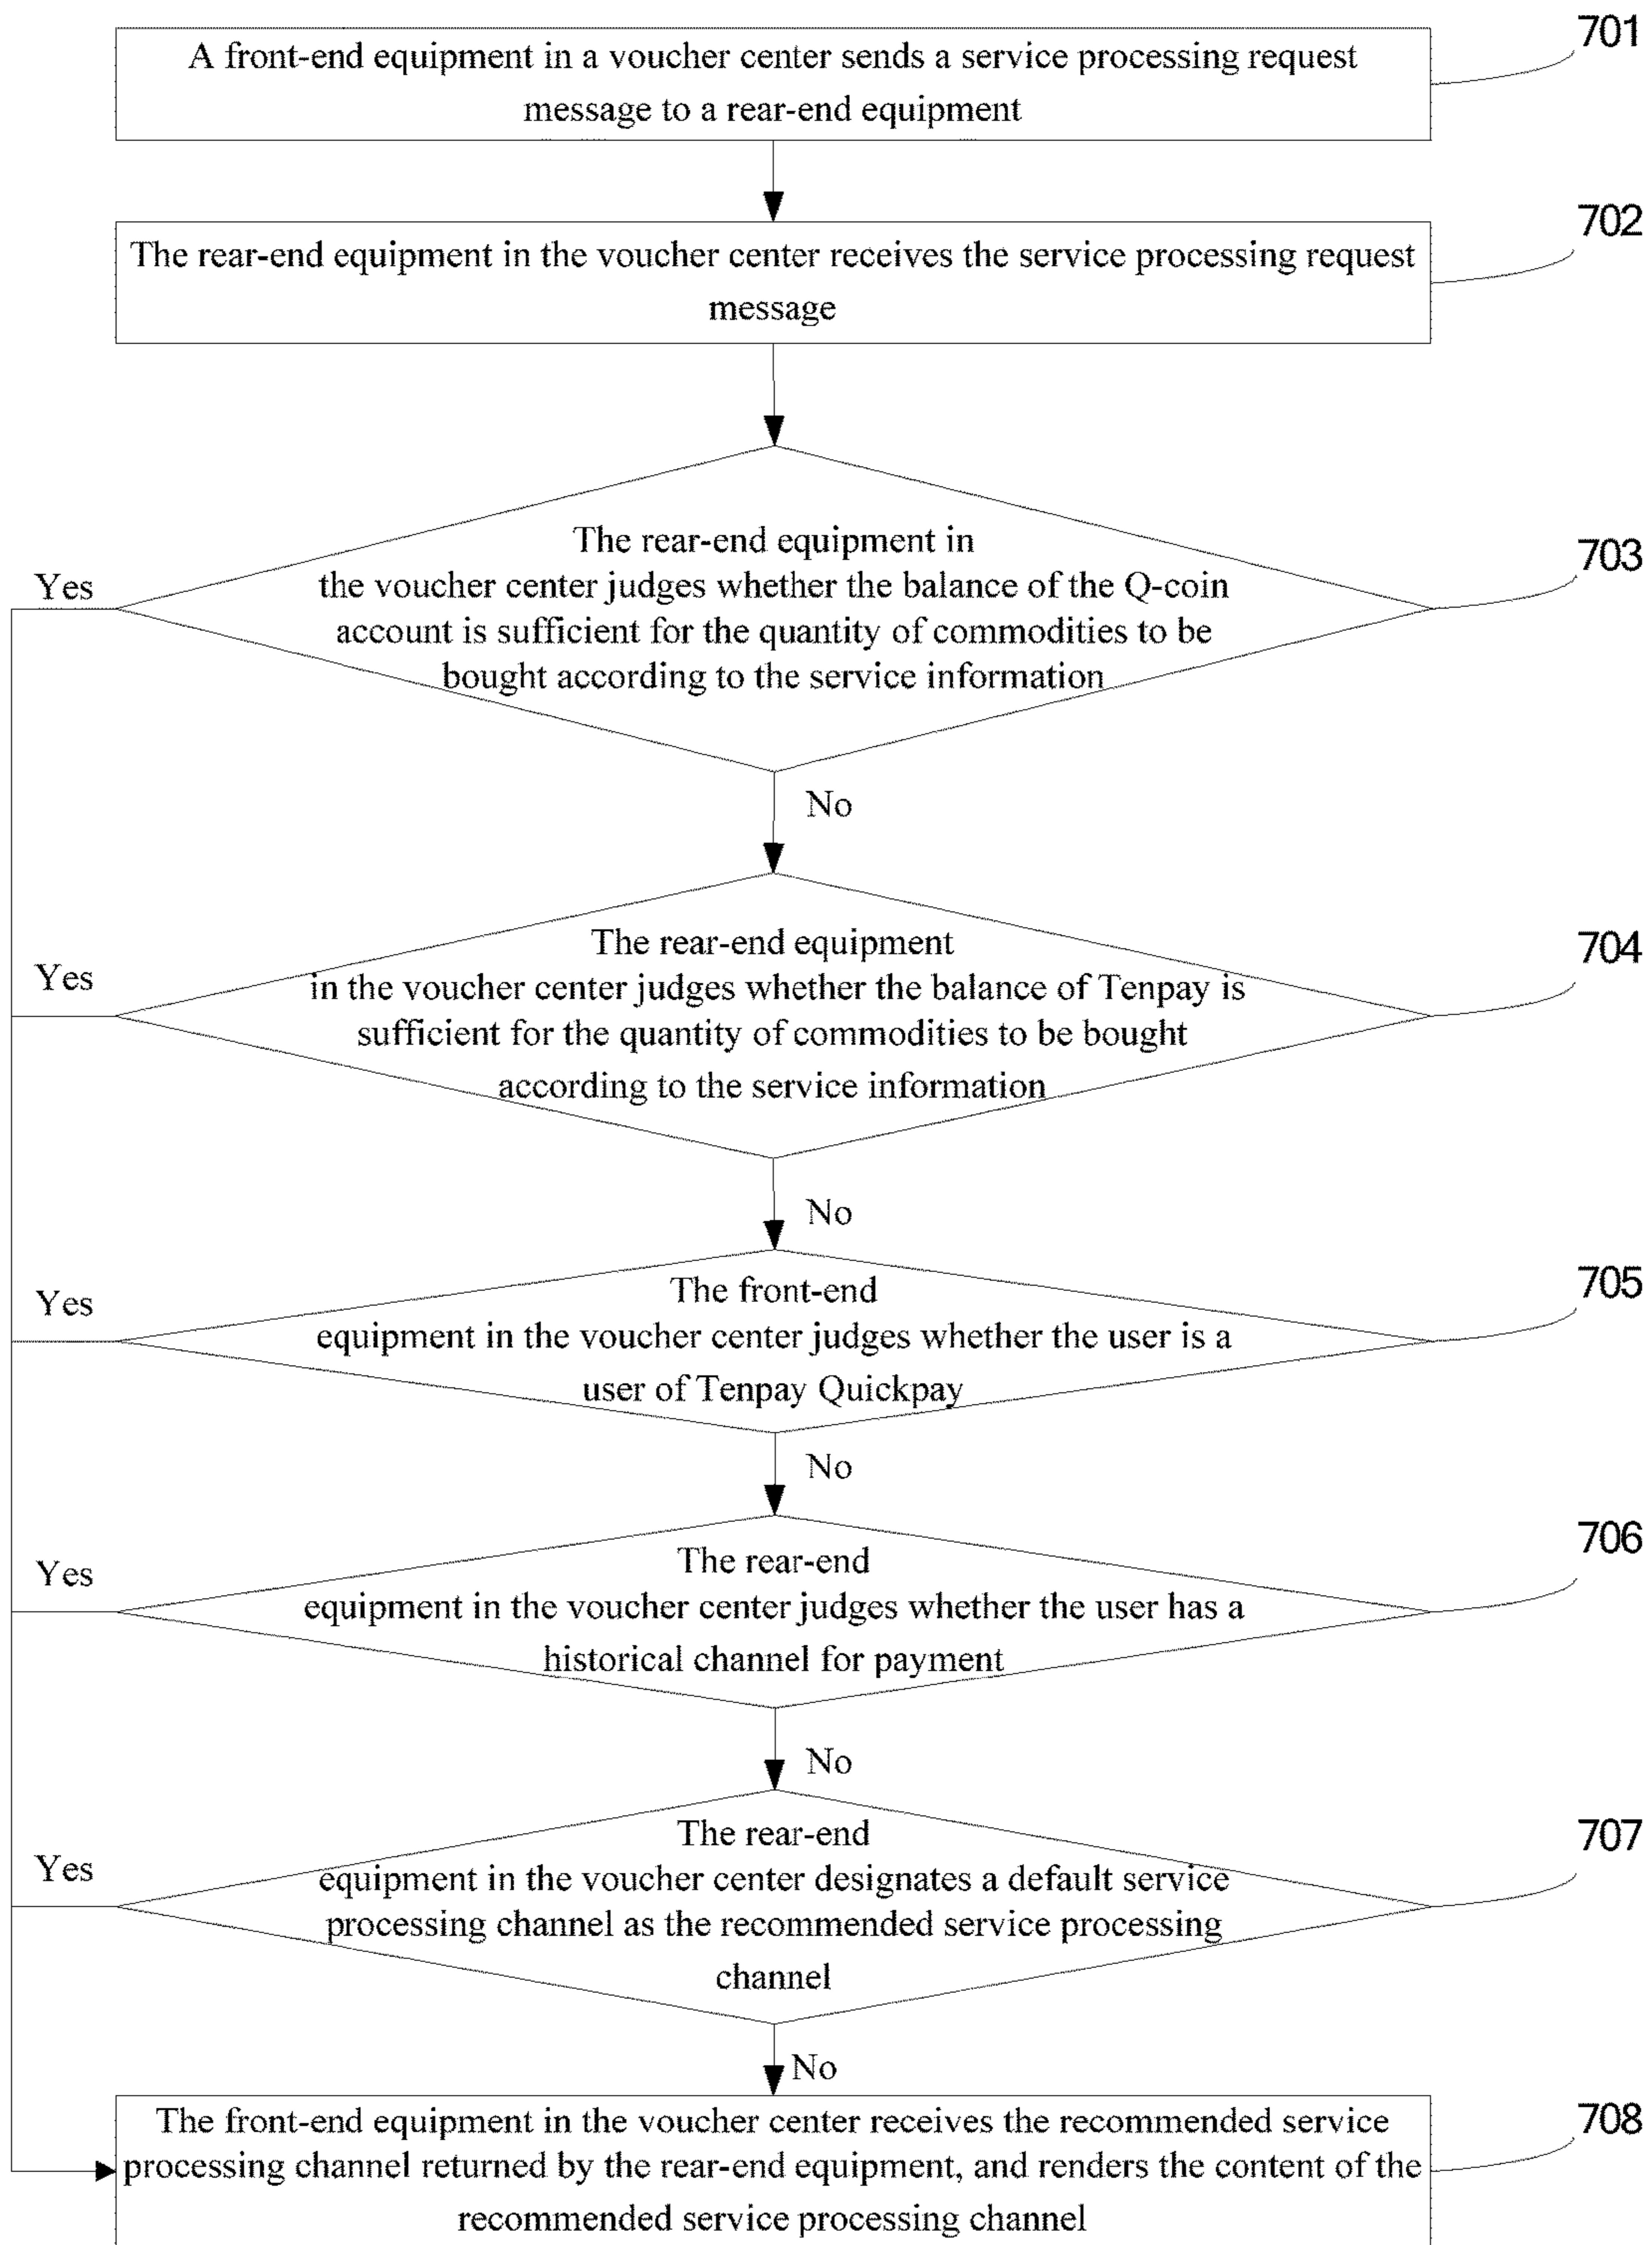 701
A front-end equipment in a voucher center sends a service processing request
message to a rear-end equipment
702
The rear-end equipment in the voucher center receives the service processing request
message
703
The rear-end equipment in
the voucher center judges whether the balance of the Q-coin
account is sufficient for the quantity of commodities to be
bought according to the service information
Yes
No
704
The rear-end equipment
in the voucher center judges whether the balance of Tenpay is
sufficient for the quantity of commodities to be bought
according to the service information
Yes
No
705
The front-end
equipment in the voucher center judges whether the user is a
user of Tenpay Quickpay
Yes
No
706
The rear-end
equipment in the voucher center judges whether the user has a
historical channel for payment
Yes
No
707
The rear-end
equipment in the voucher center designates a default service
processing channel as the recommended service processing
channel
Yes
No
708
The front-end equipment in the voucher center receives the recommended service
processing channel returned by the rear-end equipment, and renders the content of the
recommended service processing channel